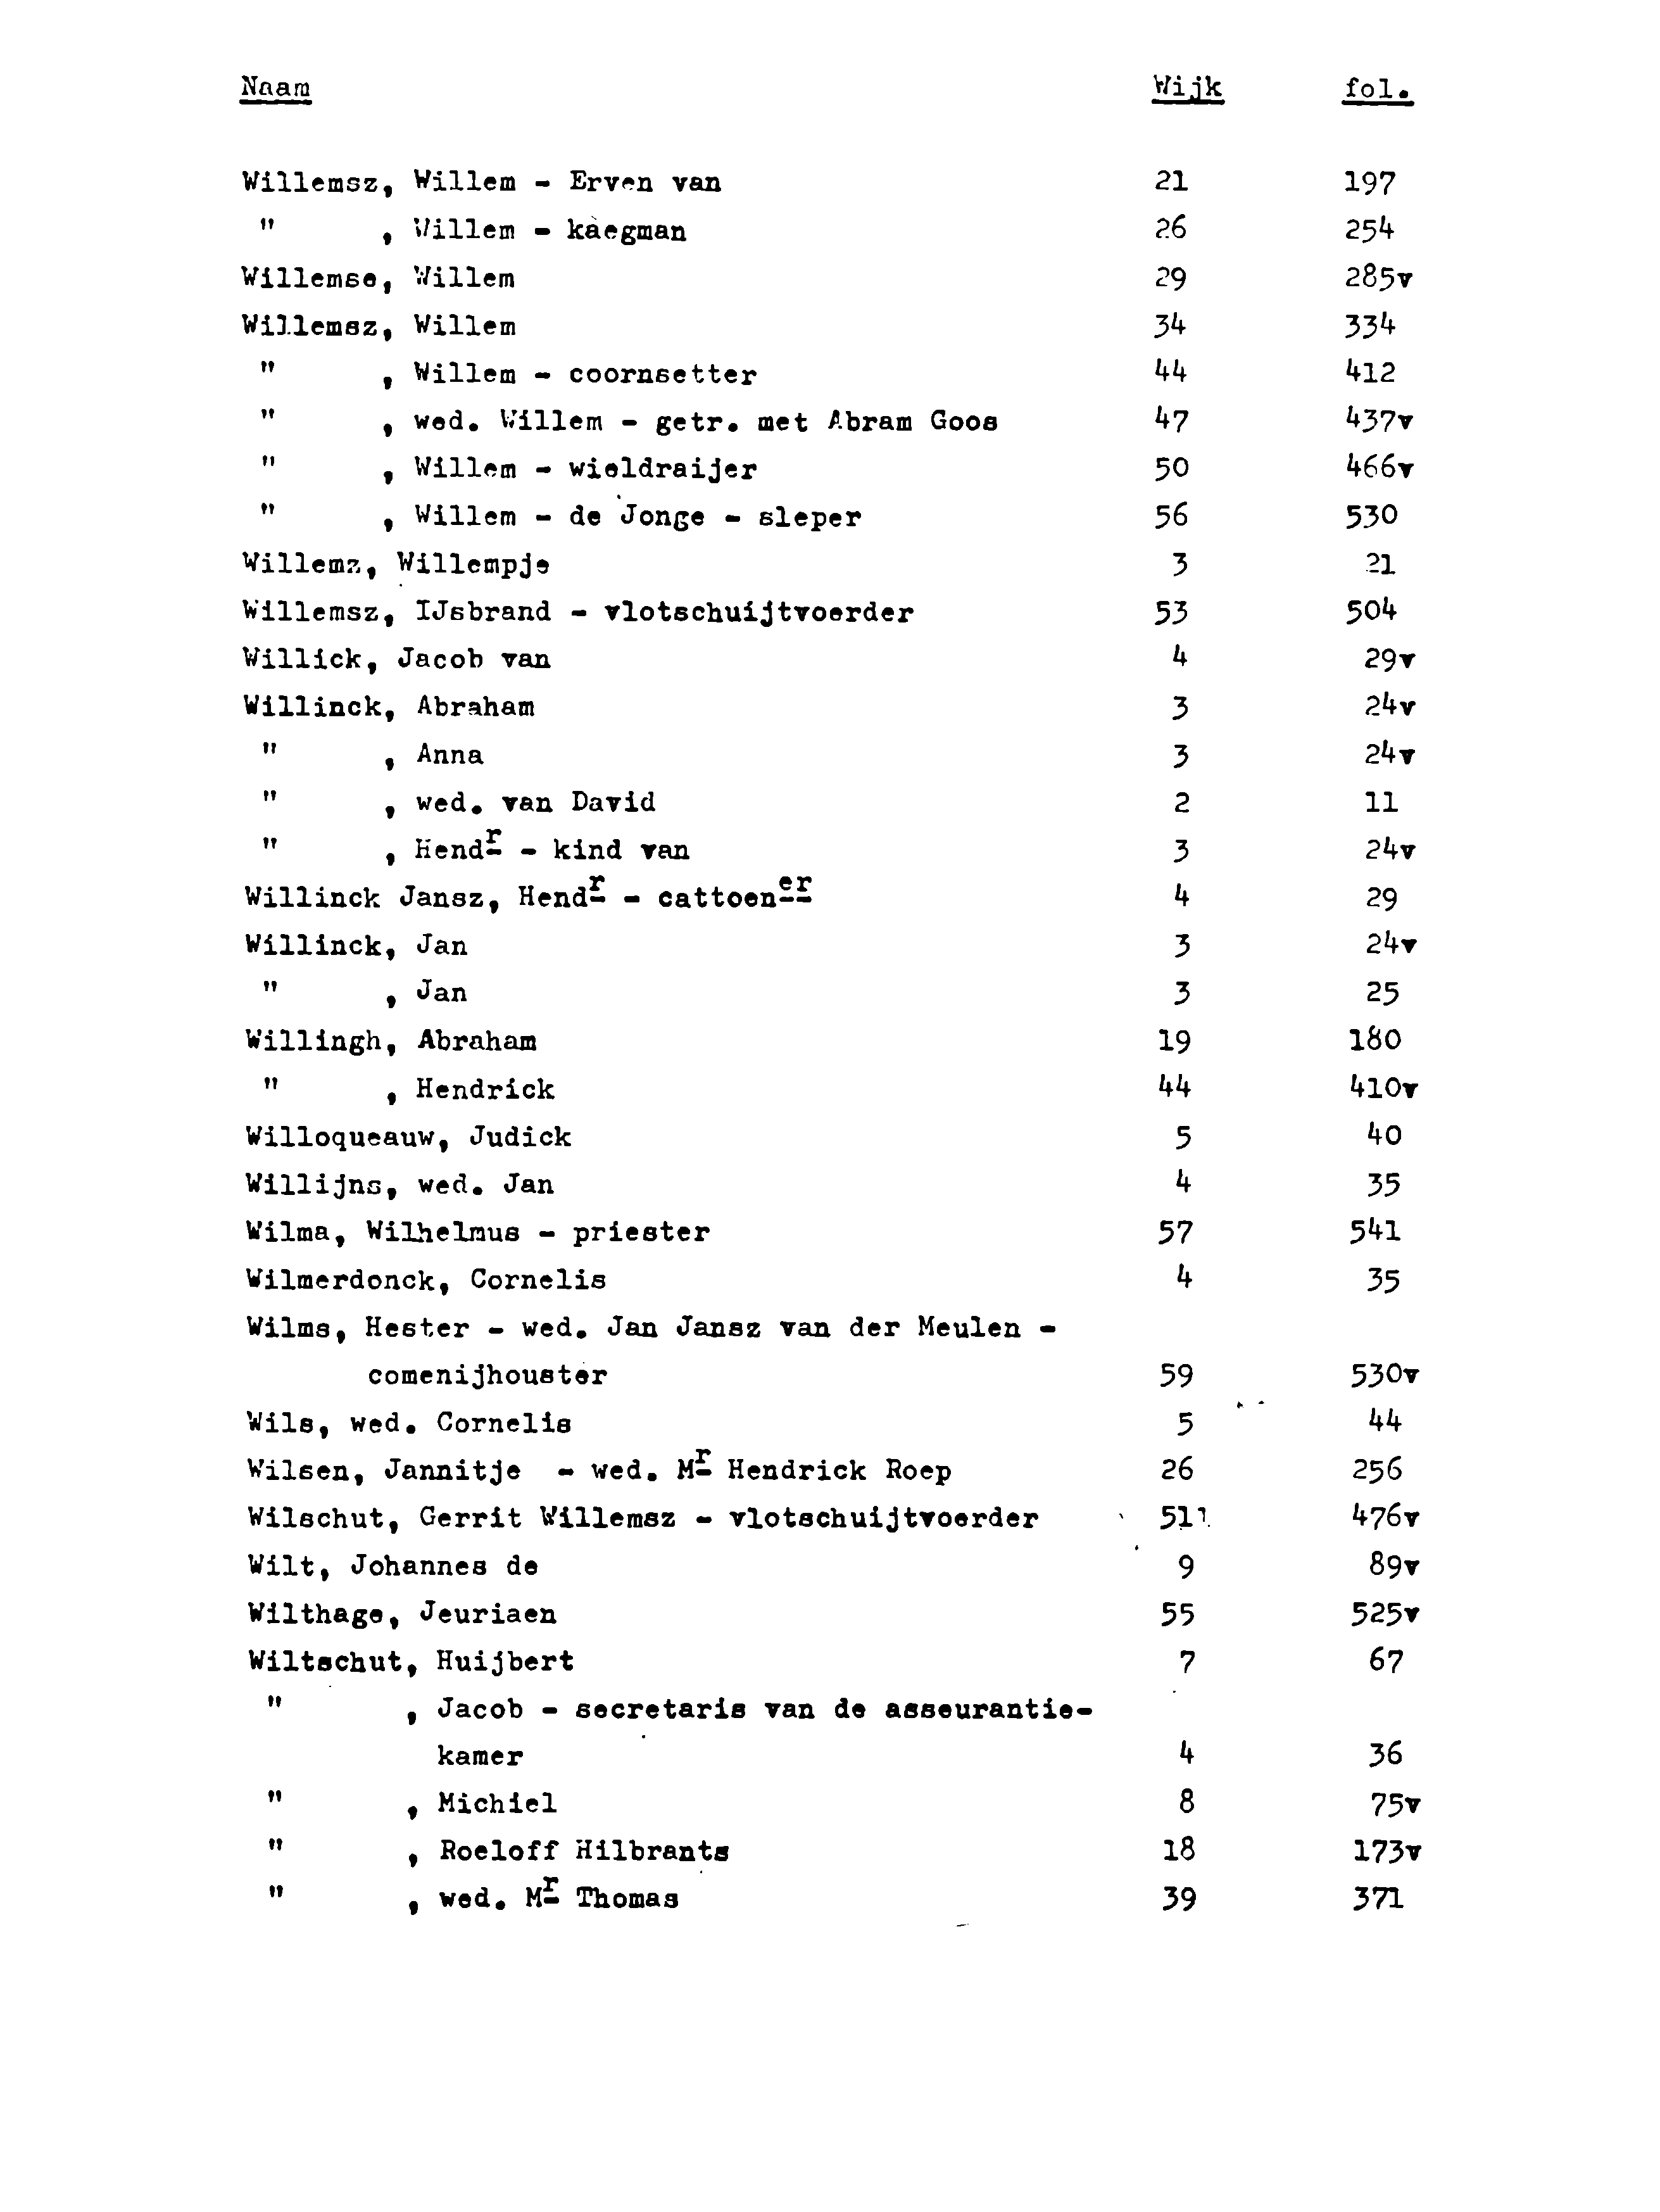 Naam Wijk fol.
Willemsz, Willem - Erven van 21 197
" , Willem - kaegman 26 254
Willemse, Willem 29 285v
Willemsz, Willem 34 334
" , Willem - coornsetter 44 412
" , wed. Willem - getr. met Abram Goos 47 437v
" , Willem - wieldraijer 50 466v
" , Willem - de Jonge - sleper 56 530
Willemz, Willempje 3 21
Willemsz, IJsbrand - vlotschuijtvoerder 53 504
Willick, Jacob van 4 29v
Willinck, Abraham 3 24v
" , Anna 3 24v
" , wed. van David 2 11
" , Hendr - kind van 3 24v
Willinck Jansz, Hendr - cattoener 4 29
Willinck, Jan 3 24v
" , Jan 3 25
Willingh, Abraham 19 180
" , Hendrick 44 410v
Willoqueauw, Judick 5 40
Willijns, wed. Jan 4 35
Wilma, Wilhelmus - priester 57 541
Wilmerdonck, Cornelis 4 35
Wilms, Hester - wed. Jan Jansz van der Meulen -
comenijhouster 59 530v
Wils, wed. Cornelis 5 44
Wilsen, Jannitje - wed. Mr Hendrick Roep 26 256
Wilschut, Gerrit Willemsz - vlotschuijtvoerder 51 476v
Wilt, Johannes de 9 89v
Wilthage, Jeuriaen 55 525v
Wiltschut, Huijbert 7 67
" , Jacob - secretaris van de asseurantie-
kamer 4 36
" , Michiel 8 75v
" , Roeloff Hilbrants 18 173v
" , wed. Mr Thomas 39 371